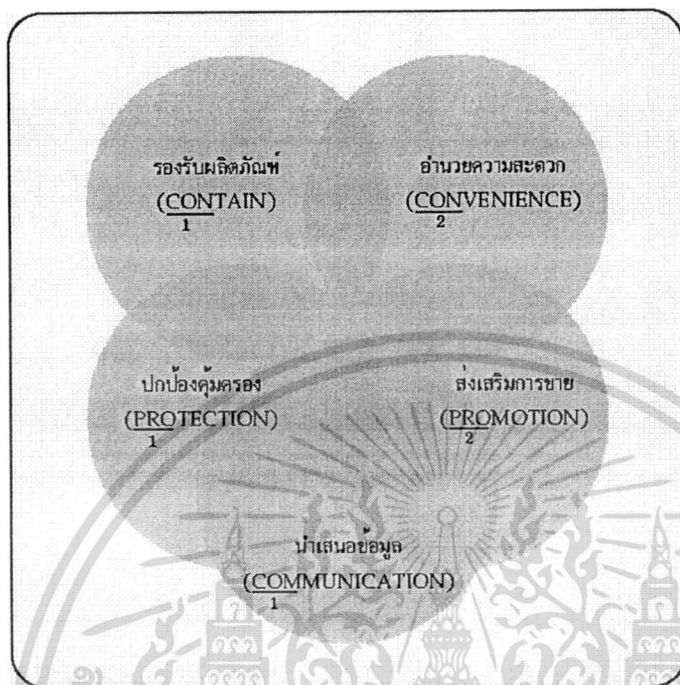 รองรับผลิตภัณฑ์
(CONTAIN)
1
อำนวยความสะดวก
(CONVENIENCE)
2
ปกป้องคุ้มครอง
(PROTECTION)
1
ส่งเสริมการขาย
(PROMOTION)
2
นำเสนอข้อมูล
(COMMUNICATION)
1